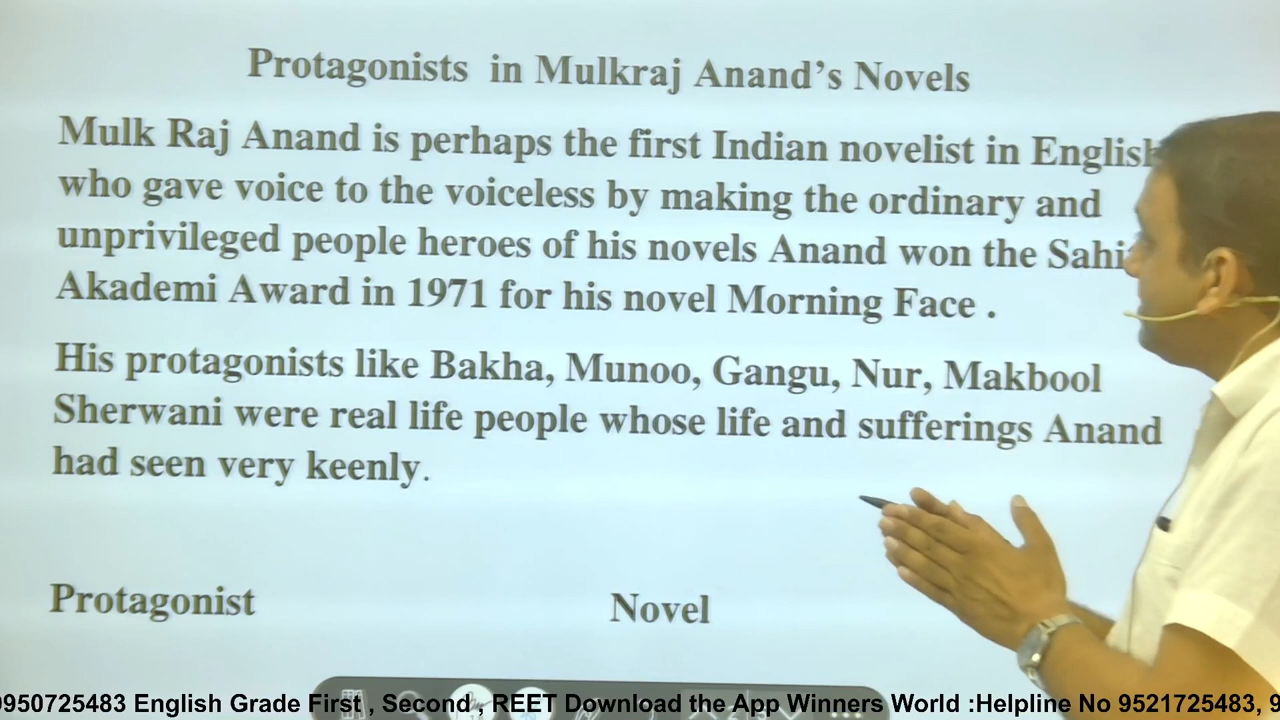 Protagonists in Mulkraj Anand's Novels
Mulk Raj Anand is perhaps the first Indian novelist in English
who gave voice to the voiceless by making the ordinary and
unprivileged people heroes of his novels Anand won the Sahi
Akademi Award in 1971 for his novel Morning Face .
His protagonists like Bakha, Munoo, Gangu, Nur, Makbool
Sherwani were real life people whose life and sufferings Anand
had seen very keenly.
Protagonist Novel
9950725483 English Grade First , Second , REET Download the App Winners World :Helpline No 9521725483, 9